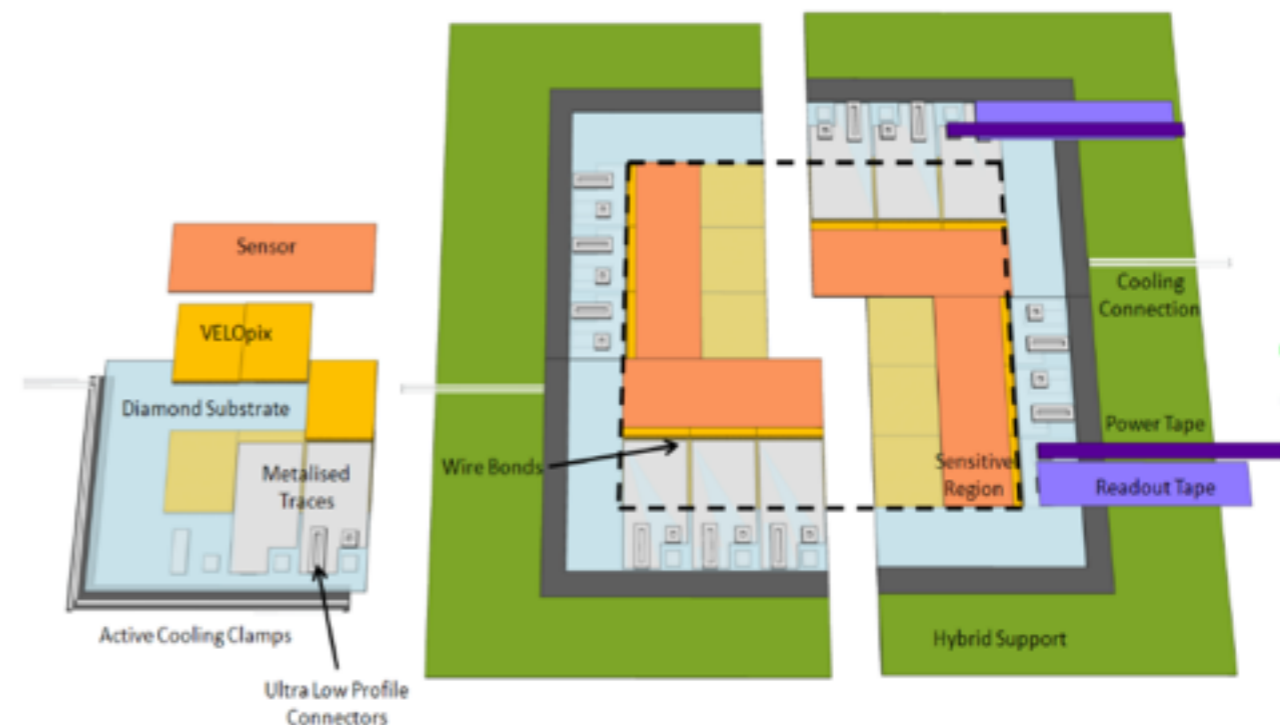 Sensor
VELOpix
Diamond Substrate
Metalised
Traces
Active Cooling Clamps
Ultra Low Profile
Connectors
Wire Bonds
Cooling
Connection
Power Tape
Sensitive
Region
Readout Tape
Hybrid Support